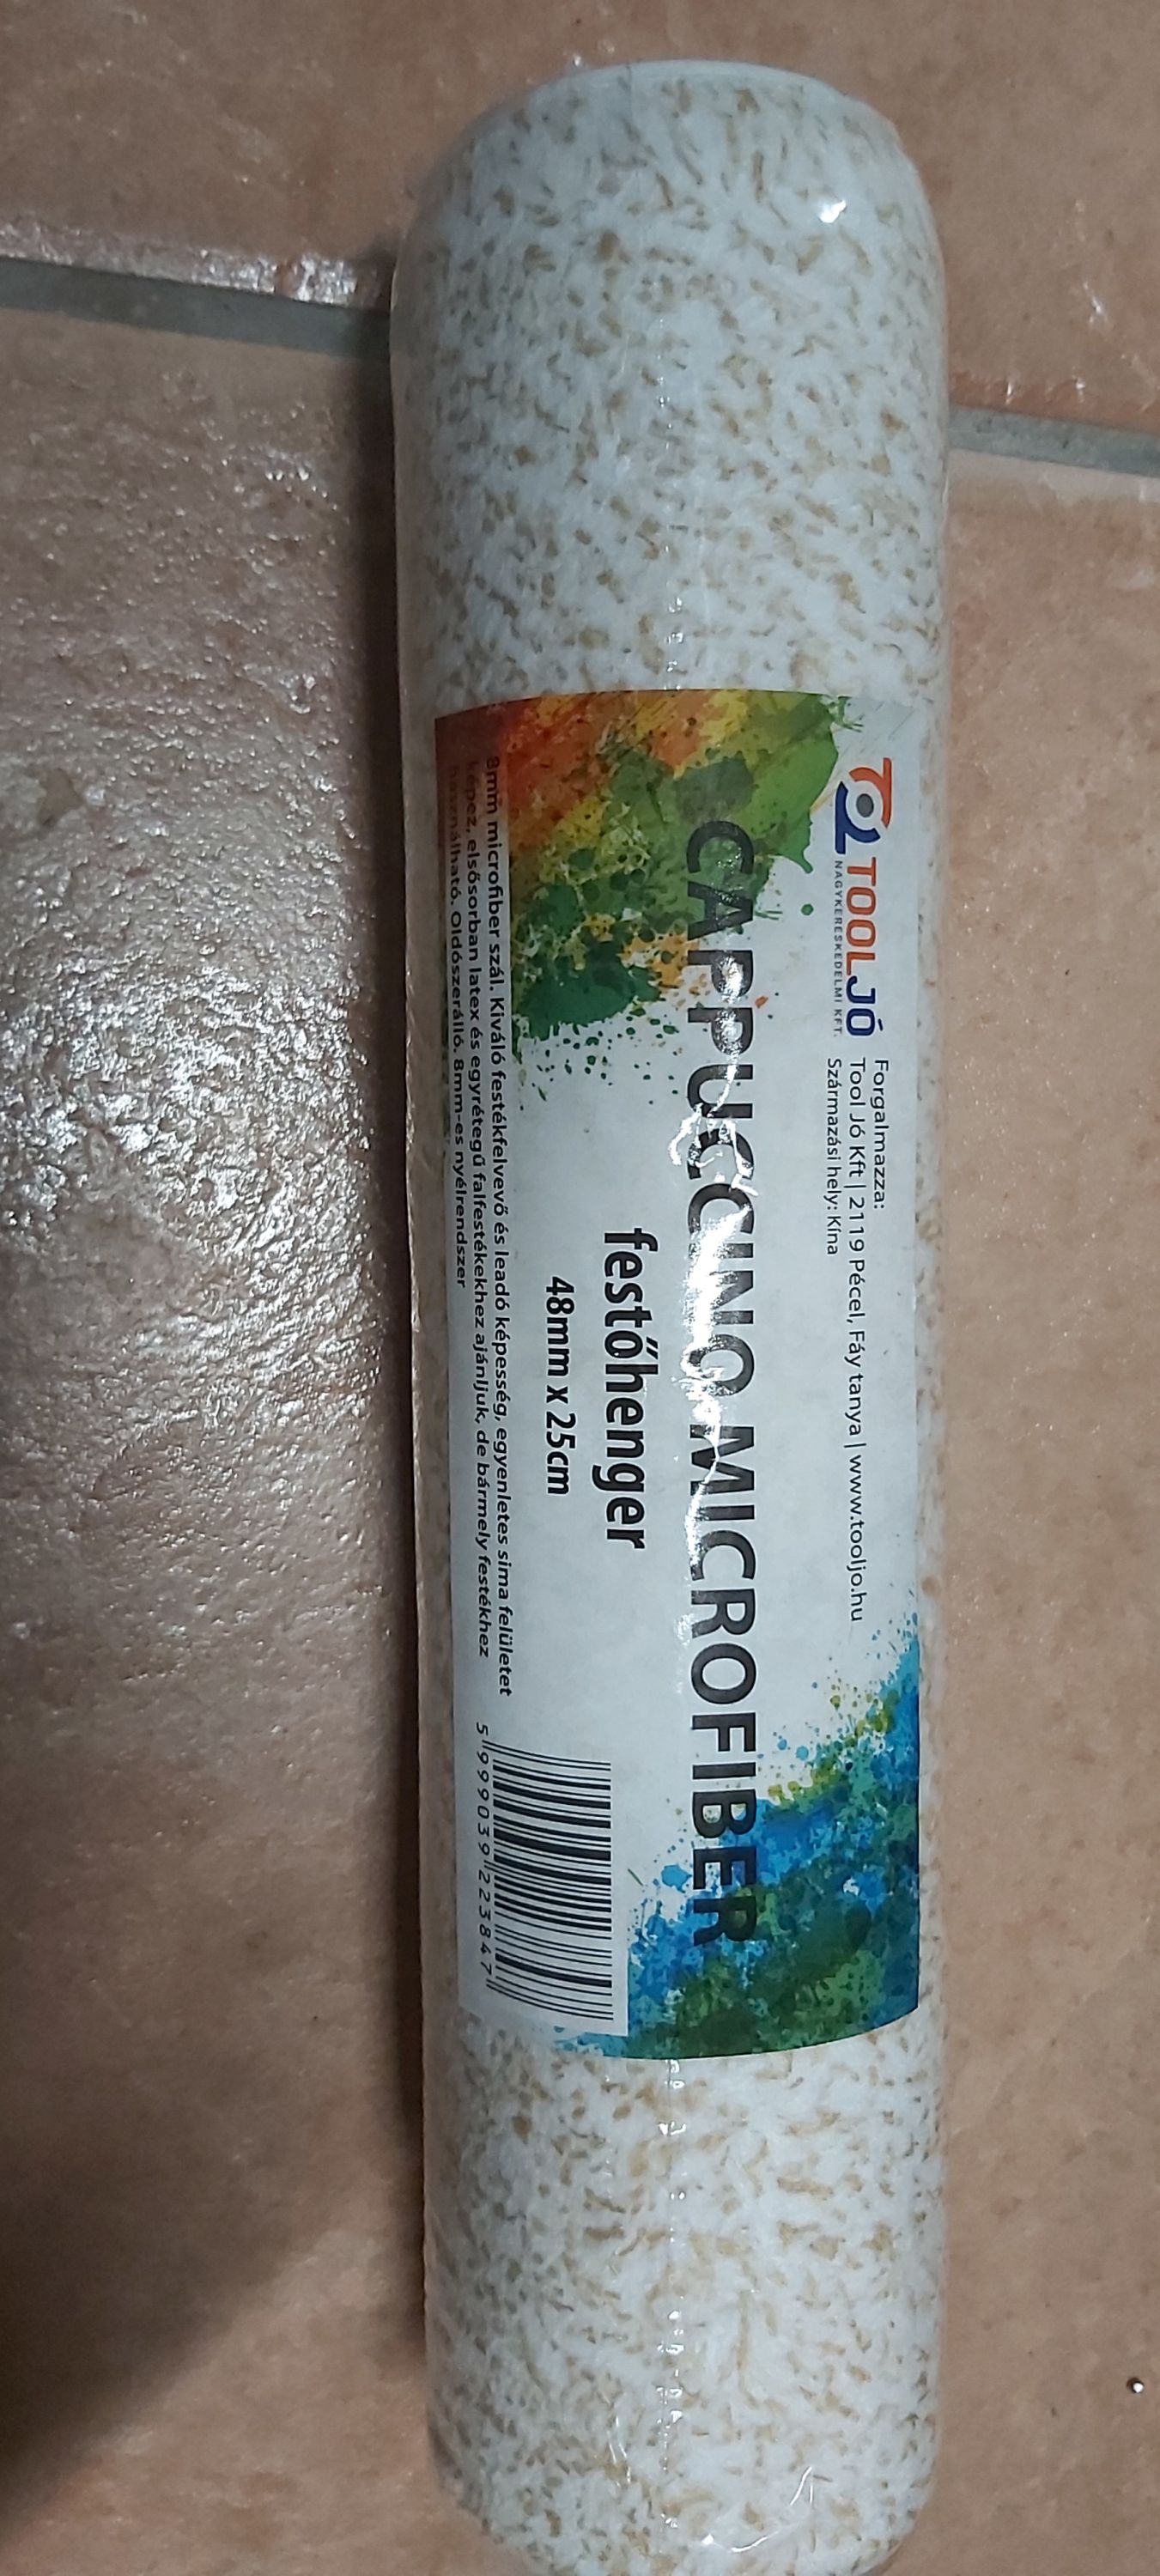 TOOLJÓ
NAGYKERESKEDELMI KFT.
Forgalmazza:
Tool Jó Kft | 2119 Pécel, Fáy tanya | www.tooljo.hu
Származási hely: Kína
CAPPUCCINO MICROFIBER
festőhenger
48mm x 25cm
8mm microfiber szál. Kiváló festékfelvevő és leadó képesség, egyenletes sima felületet
képez, elsősorban latex és egyrétegű falfestékekhez ajánljuk, de bármely festékhez
használható. Oldószerálló. 8mm-es nyélrendszer
5 999039 223847